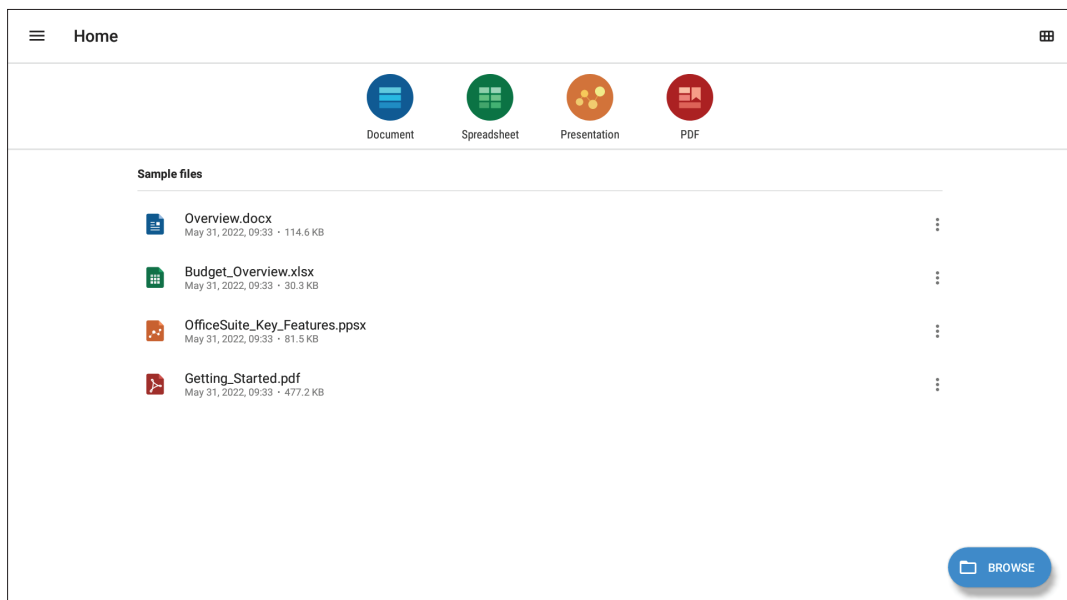 Home
Document
Spreadsheet
Presentation
PDF
Sample files
Overview.docx
May 31, 2022, 09:33 • 114.6 KB
Budget_Overview.xlsx
May 31, 2022, 09:33 • 30.3 KB
OfficeSuite_Key_Features.ppsx
May 31, 2022, 09:33 • 81.5 KB
Getting_Started.pdf
May 31, 2022, 09:33 • 477.2 KB
BROWSE